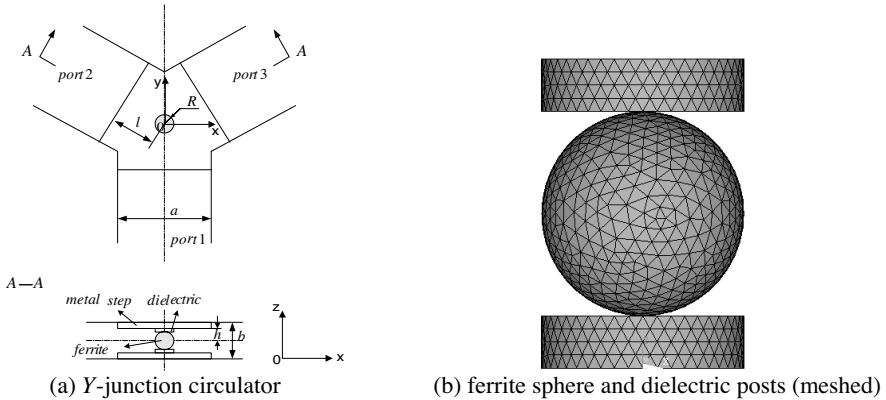 A
A
port 2
port 3
y
R
l
0
x
a
port 1
A—A
metal step
dielectric
z
h
b
ferrite
0
x
(a) Y-junction circulator
(b) ferrite sphere and dielectric posts (meshed)